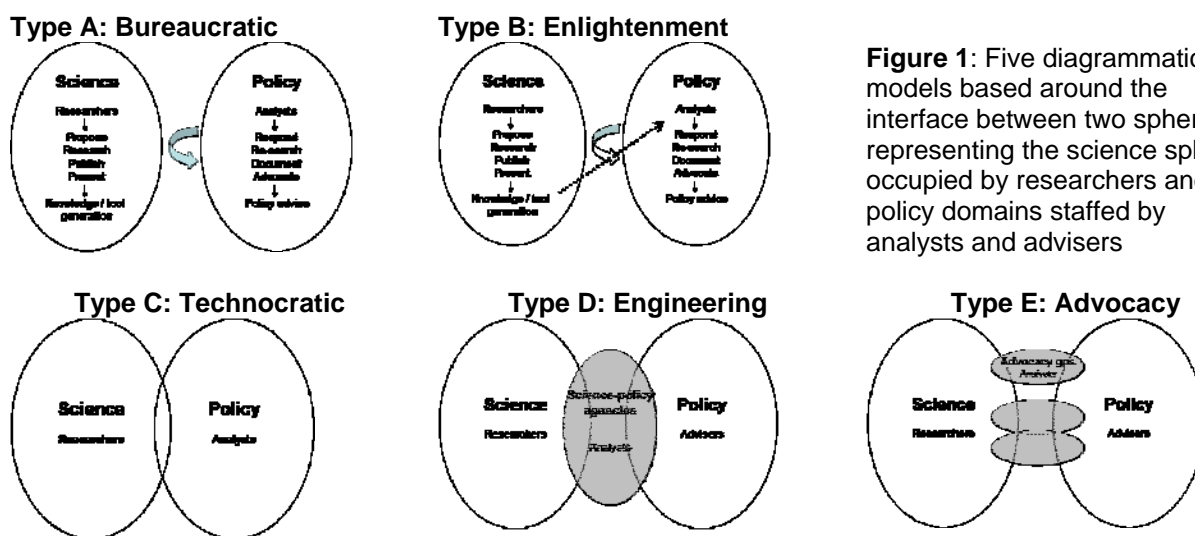 Type A: Bureaucratic
Science
Researchers
Propose
Research
Publish
Present
Knowledge / tool
generation
Policy
Analysts
Respond
Re-search
Document
Advocate
Policy advice
Type B: Enlightenment
Science
Researchers
Propose
Research
Publish
Present
Knowledge / tool
generation
Policy
Analysts
Respond
Re-search
Document
Advocate
Policy advice
Figure 1: Five diagrammatic
models based around the
interface between two spher
representing the science sph
occupied by researchers an
policy domains staffed by
analysts and advisers
Type C: Technocratic
Science
Researchers
Policy
Analysts
Type D: Engineering
Science
Researchers
Science-policy
agencies
Analysts
Policy
Advisers
Type E: Advocacy
Advocacy gps
Science
Researchers
Policy
Advisers